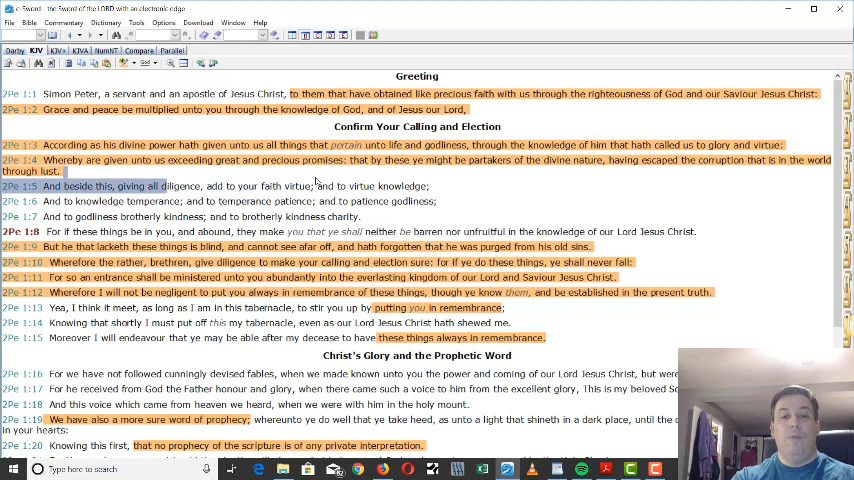 e-Sword - the Sword of the LORD with an electronic edge
File Bible Commentary Dictionary Tools Options Download Window Help
Darby KJV KJV+ KJVA NumNT Compare Parallel
Greeting
2Pe 1:1 Simon Peter, a servant and an apostle of Jesus Christ, to them that have obtained like precious faith with us through the righteousness of God and our Saviour Jesus Christ:
2Pe 1:2 Grace and peace be multiplied unto you through the knowledge of God, and of Jesus our Lord,
Confirm Your Calling and Election
2Pe 1:3 According as his divine power hath given unto us all things that pertain unto life and godliness, through the knowledge of him that hath called us to glory and virtue:
2Pe 1:4 Whereby are given unto us exceeding great and precious promises: that by these ye might be partakers of the divine nature, having escaped the corruption that is in the world
through lust.
2Pe 1:5 And beside this, giving all diligence, add to your faith virtue; and to virtue knowledge;
2Pe 1:6 And to knowledge temperance; and to temperance patience; and to patience godliness;
2Pe 1:7 And to godliness brotherly kindness; and to brotherly kindness charity.
2Pe 1:8 For if these things be in you, and abound, they make you that ye shall neither be barren nor unfruitful in the knowledge of our Lord Jesus Christ.
2Pe 1:9 But he that lacketh these things is blind, and cannot see afar off, and hath forgotten that he was purged from his old sins.
2Pe 1:10 Wherefore the rather, brethren, give diligence to make your calling and election sure: for if ye do these things, ye shall never fall:
2Pe 1:11 For so an entrance shall be ministered unto you abundantly into the everlasting kingdom of our Lord and Saviour Jesus Christ.
2Pe 1:12 Wherefore I will not be negligent to put you always in remembrance of these things, though ye know them, and be established in the present truth.
2Pe 1:13 Yea, I think it meet, as long as I am in this tabernacle, to stir you up by putting you in remembrance;
2Pe 1:14 Knowing that shortly I must put off this my tabernacle, even as our Lord Jesus Christ hath shewed me.
2Pe 1:15 Moreover I will endeavour that ye may be able after my decease to have these things always in remembrance.
Christ's Glory and the Prophetic Word
2Pe 1:16 For we have not followed cunningly devised fables, when we made known unto you the power and coming of our Lord Jesus Christ, but were
2Pe 1:17 For he received from God the Father honour and glory, when there came such a voice to him from the excellent glory, This is my beloved S
2Pe 1:18 And this voice which came from heaven we heard, when we were with him in the holy mount.
2Pe 1:19 We have also a more sure word of prophecy; whereunto ye do well that ye take heed, as unto a light that shineth in a dark place, until the
in your hearts:
2Pe 1:20 Knowing this first, that no prophecy of the scripture is of any private interpretation.
Type here to search